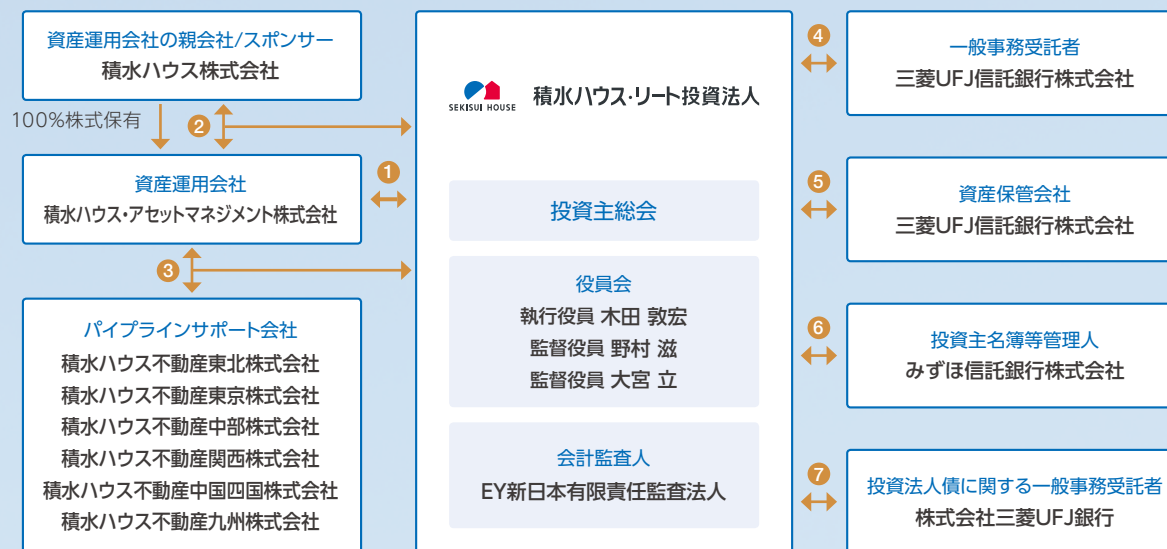 資産運用会社の親会社/スポンサー
積水ハウス株式会社
100%株式保有
2
資産運用会社
積水ハウス・アセットマネジメント株式会社
1
3
パイプラインサポート会社
積水ハウス不動産東北株式会社
積水ハウス不動産東京株式会社
積水ハウス不動産中部株式会社
積水ハウス不動産関西株式会社
積水ハウス不動産中国四国株式会社
積水ハウス不動産九州株式会社
SEKISUI HOUSE 積水ハウス・リート投資法人
投資主総会
役員会
執行役員 木田 敦宏
監督役員 野村 滋
監督役員 大宮 立
会計監査人
EY新日本有限責任監査法人
4
一般事務受託者
三菱UFJ信託銀行株式会社
5
資産保管会社
三菱UFJ信託銀行株式会社
6
投資主名簿等管理人
みずほ信託銀行株式会社
7
投資法人債に関する一般事務受託者
株式会社三菱UFJ銀行